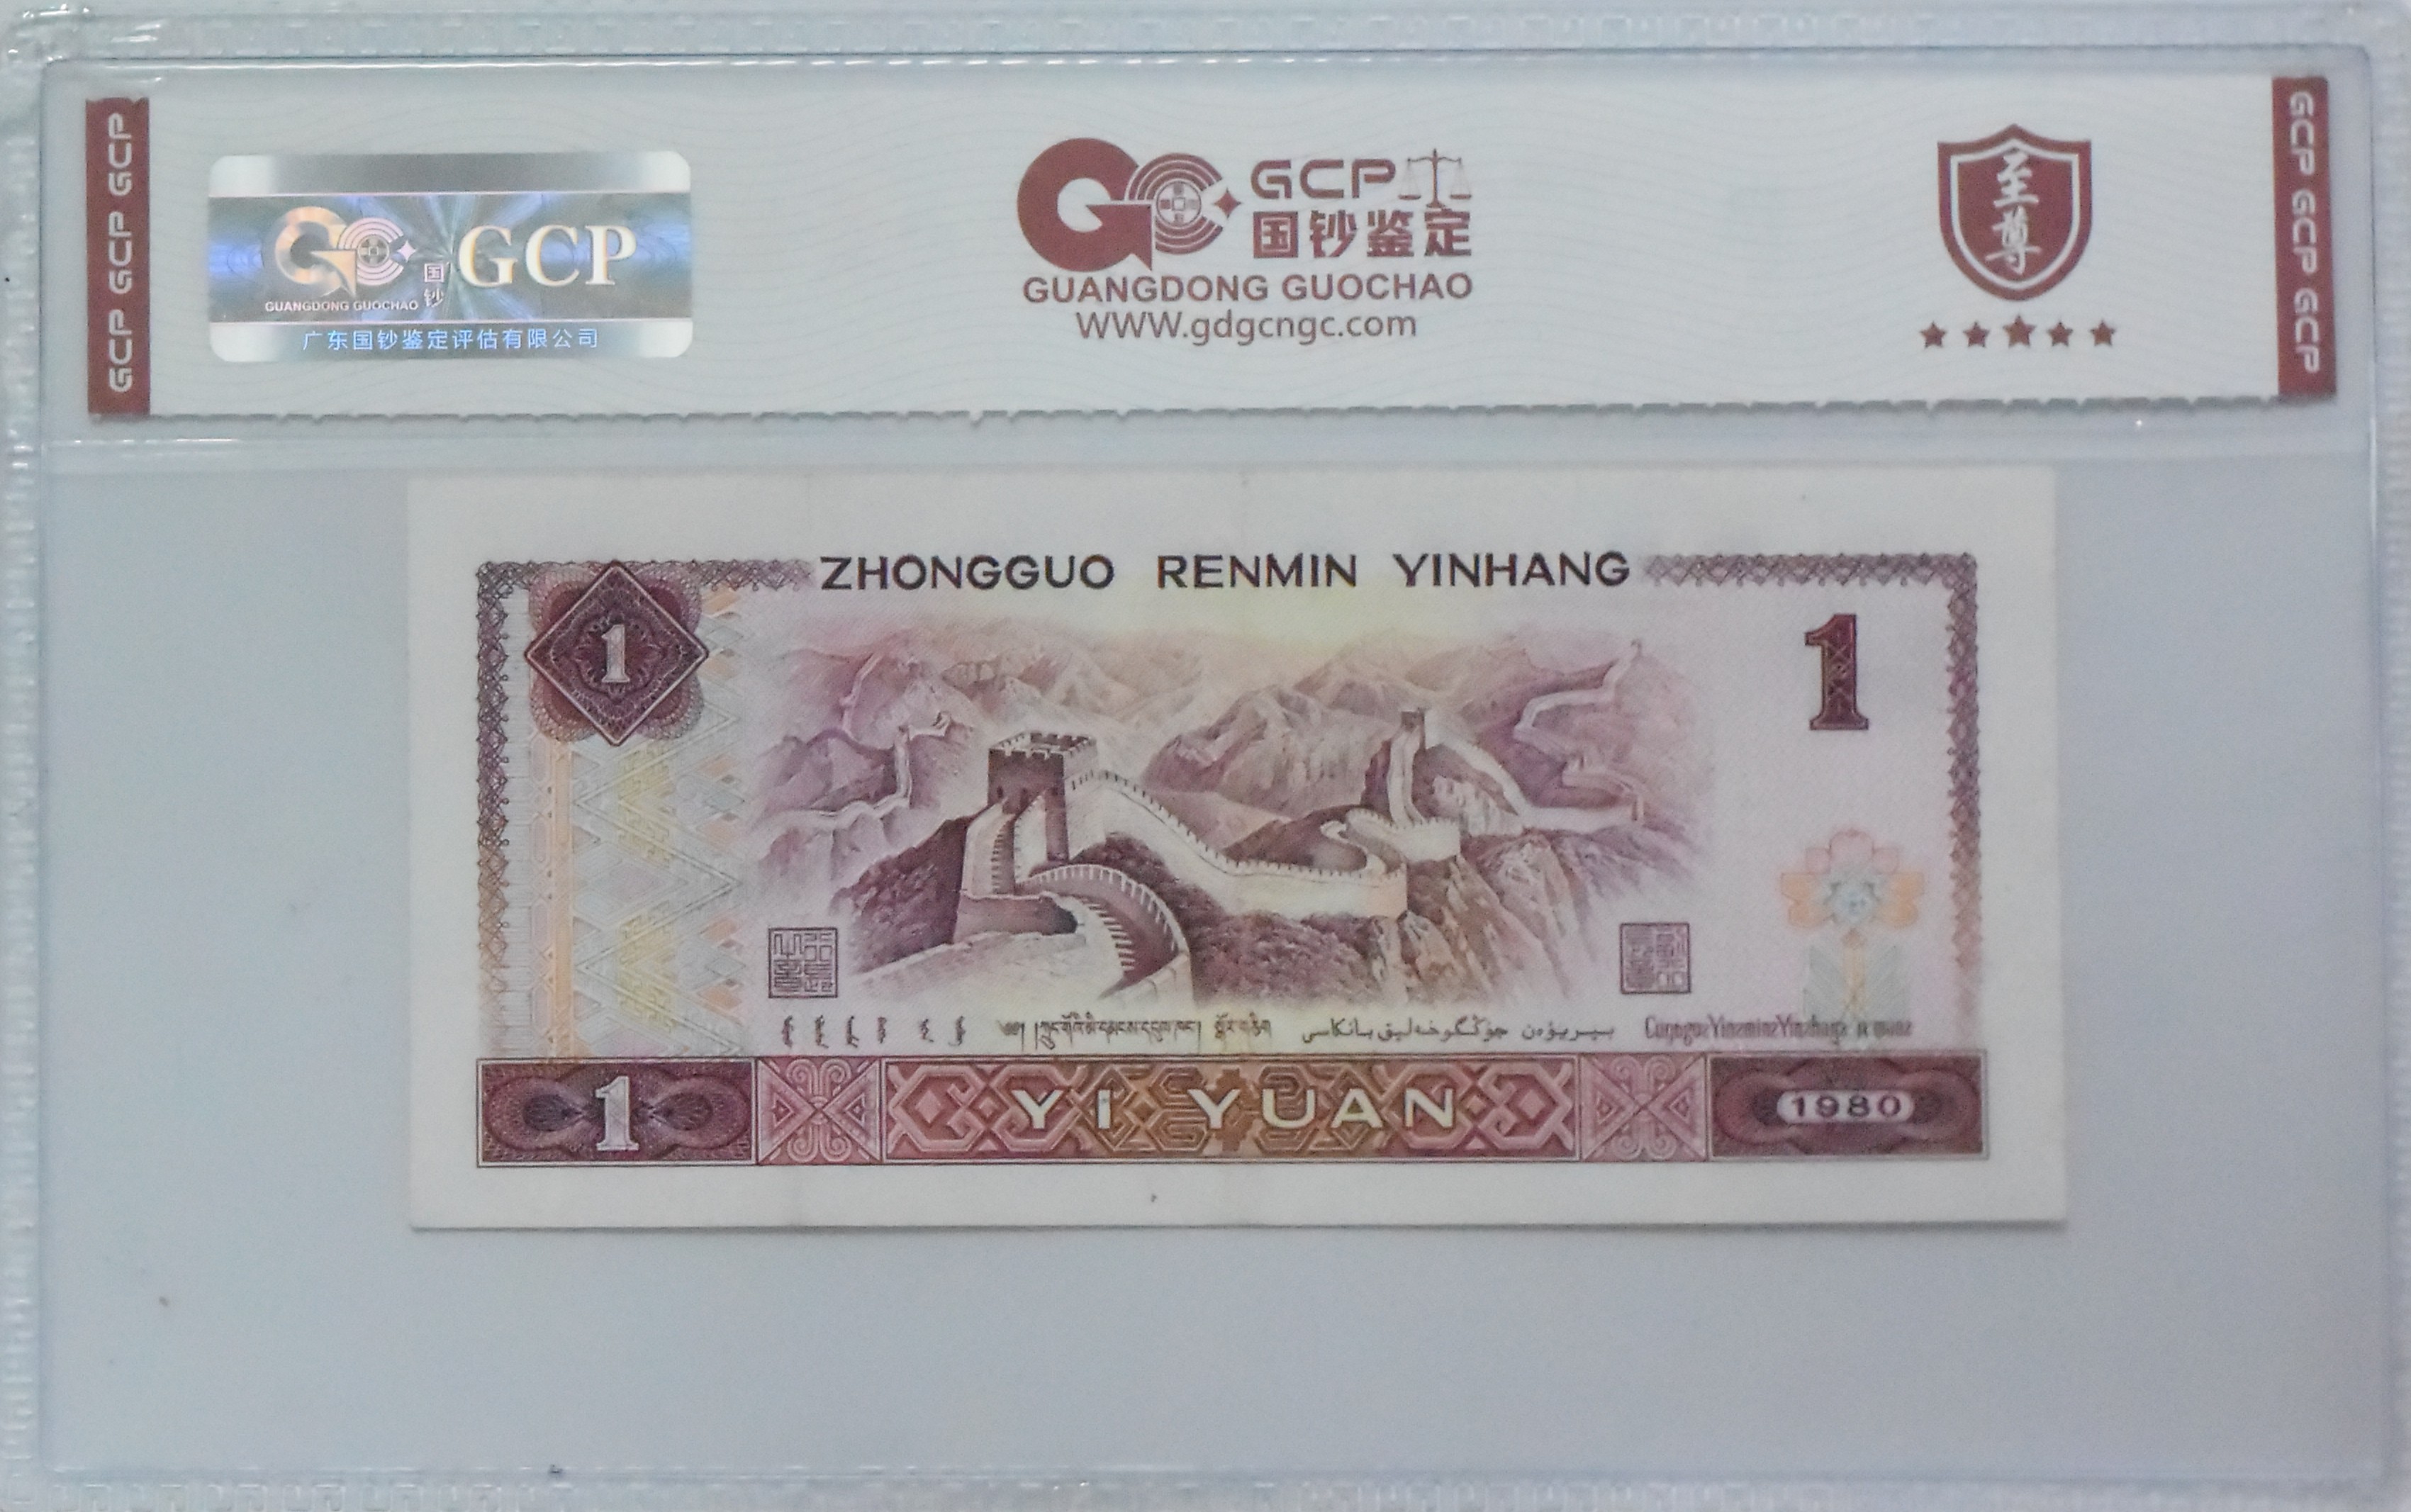 GCP GCP GCP
GCP
国钞
GUANGDONG GUOCHAO
广东国钞鉴定评估有限公司
GCP
国钞鉴定
GUANGDONG GUOCHAO
WWW.gdgcngc.com
至尊
GCP GCP GCP
ZHONGGUO RENMIN YINHANG
1
1
جۇڭگوخەلىق بانكاسى
1
YI YUAN
1980